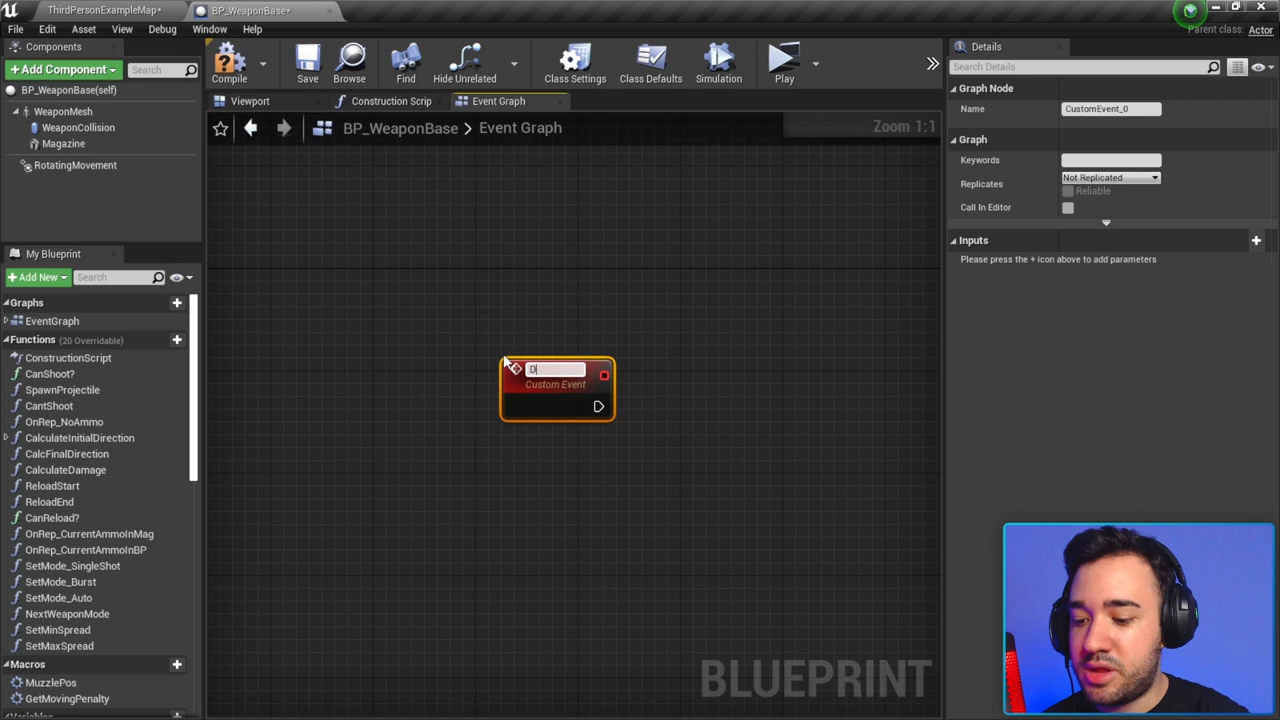 ThirdPersonExampleMap*
BP_WeaponBase*
File Edit Asset View Debug Window Help
Parent class: Actor
Components
+Add Component
Search
BP_WeaponBase(self)
WeaponMesh
WeaponCollision
Magazine
RotatingMovement
Compile
Save
Browse
Find
Hide Unrelated
Class Settings
Class Defaults
Simulation
Play
Viewport
Construction Scrip
Event Graph
BP_WeaponBase > Event Graph
Zoom 1:1
D
Custom Event
BLUEPRINT
My Blueprint
+Add New
Search
Graphs
EventGraph
Functions (20 Overridable)
ConstructionScript
CanShoot?
SpawnProjectile
CantShoot
OnRep_NoAmmo
CalculateInitialDirection
CalcFinalDirection
CalculateDamage
ReloadStart
ReloadEnd
CanReload?
OnRep_CurrentAmmoInMag
OnRep_CurrentAmmoInBP
SetMode_SingleShot
SetMode_Burst
SetMode_Auto
NextWeaponMode
SetMinSpread
SetMaxSpread
Macros
MuzzlePos
GetMovingPenalty
Variables
Details
Search Details
Graph Node
Name CustomEvent_0
Graph
Keywords
Replicates Not Replicated
Reliable
Call In Editor
Inputs
Please press the + icon above to add parameters